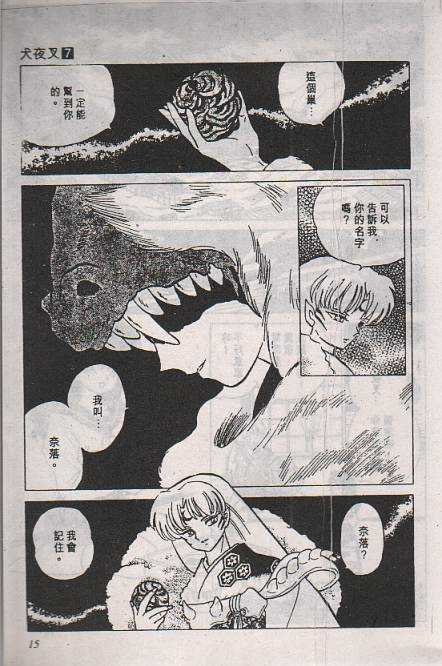 犬夜叉 7
這個巢…
一定能
幫到你
的。
可以
告訴我,
你的名字
嗎?
我叫…
奈落。
奈落?
我會
記住。
15